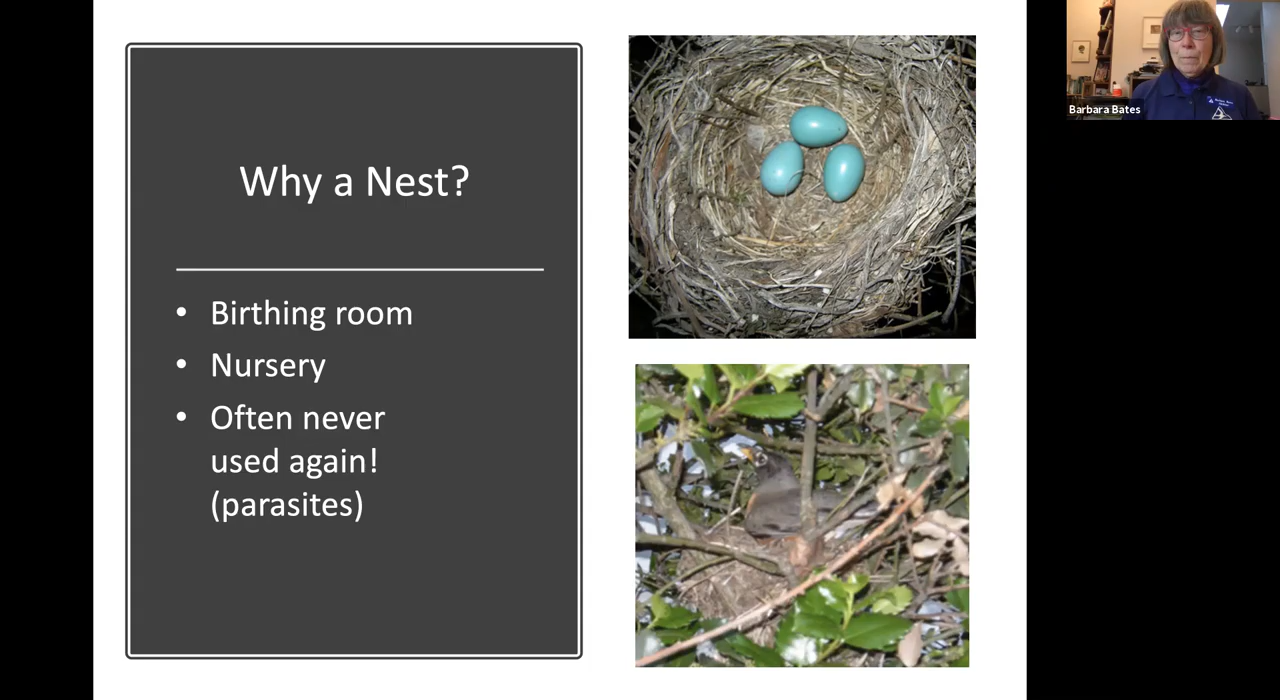 Why a Nest?
• Birthing room
• Nursery
• Often never
used again!
(parasites)
Barbara Bates